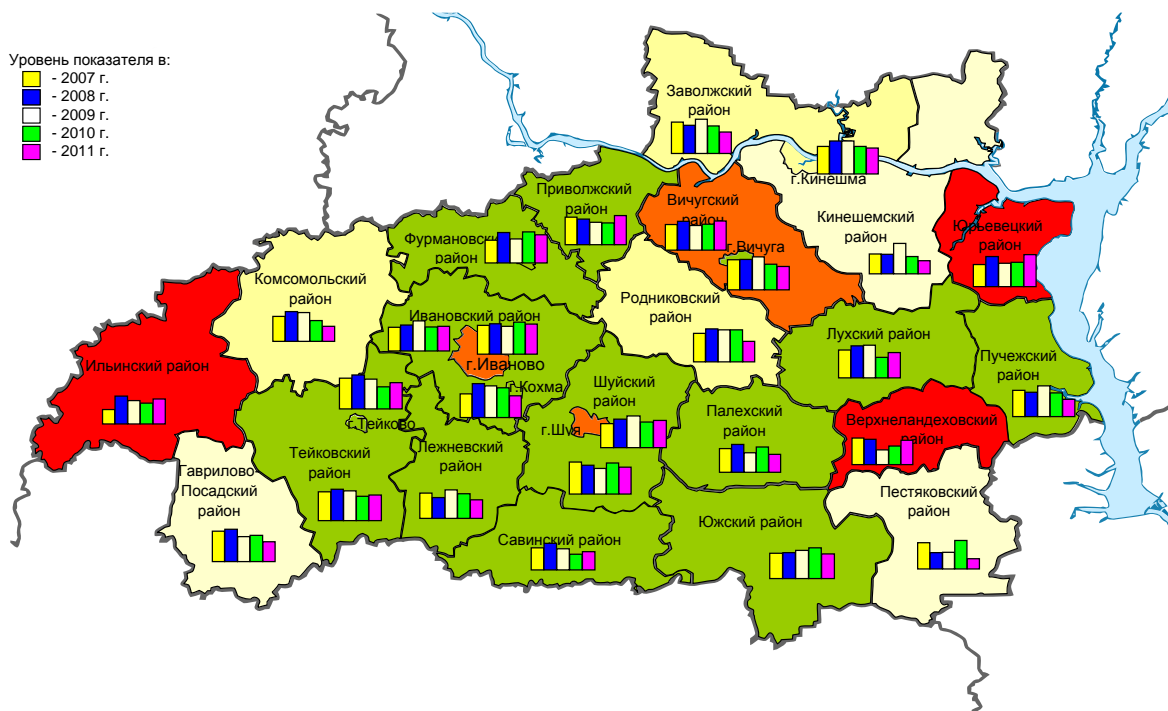 Уровень показателя в:
- 2007 г.
- 2008 г.
- 2009 г.
- 2010 г.
- 2011 г.
Заволжский
район
г.Кинешма
Приволжский
район
Вичугский
район
Кинешемский
район
Юрьевецкий
район
Фурмановский
район
г.Вичуга
Комсомольский
район
Родниковский
район
Ивановский район
Лухский район
Пучежский
район
Ильинский район
г.Иваново
г.Кохма
Шуйский
район
Палехский
район
Верхнеландеховский
район
г.Тейково
г.Шуя
Тейковский
район
Лежневский
район
Гаврилово-
Посадский
район
Пестяковский
район
Южский район
Савинский район